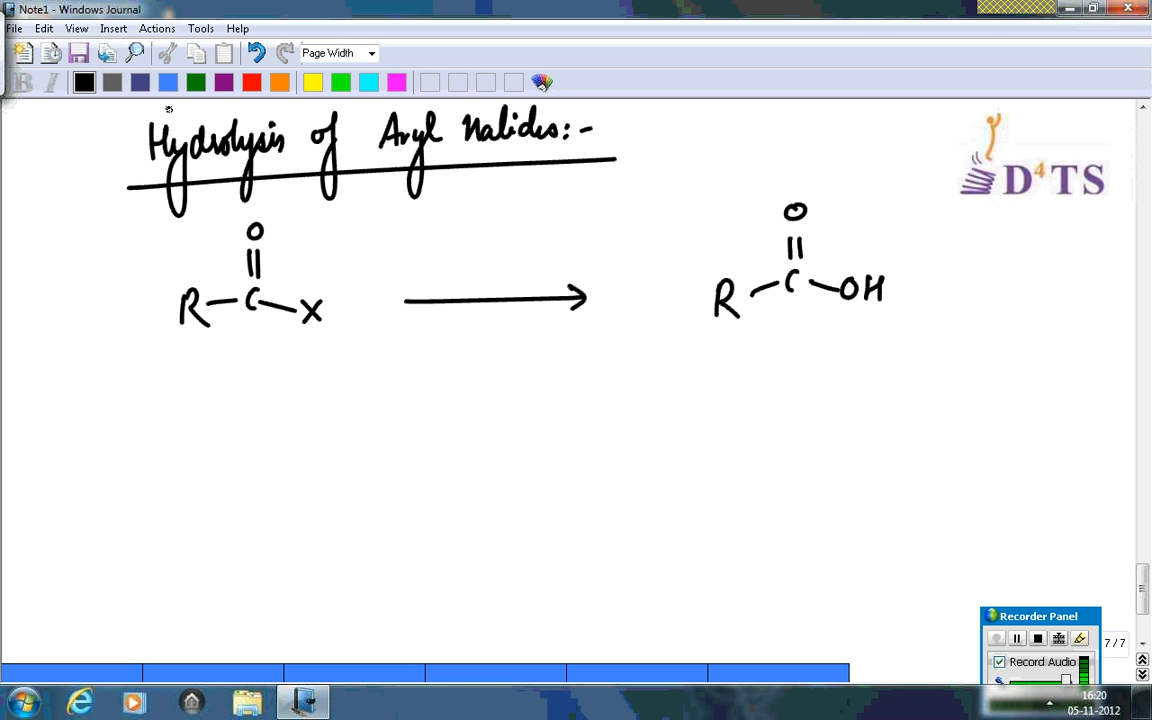 Note1 - Windows Journal
File Edit View Insert Actions Tools Help
Page Width
B I
Hydrolysis of Aryl Halides:-
D4TS
O
||
R-C-X
O
||
R-C-OH
Recorder Panel
7 / 7
Record Audio
16:20
05-11-2012